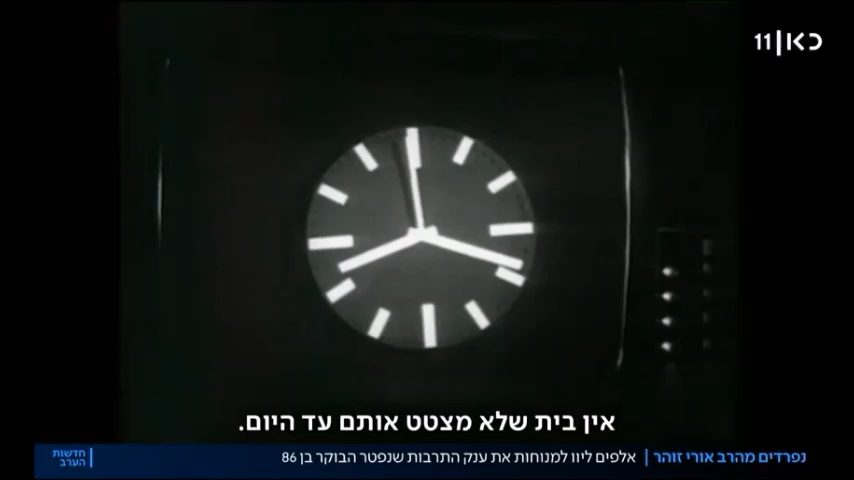 כאן 11
אין בית שלא מצטט אותם עד היום.
נפרדים מהרב אורי זוהר | אלפים ליוו למנוחות את ענק התרבות שנפטר הבוקר בן 86
חדשות
הערב